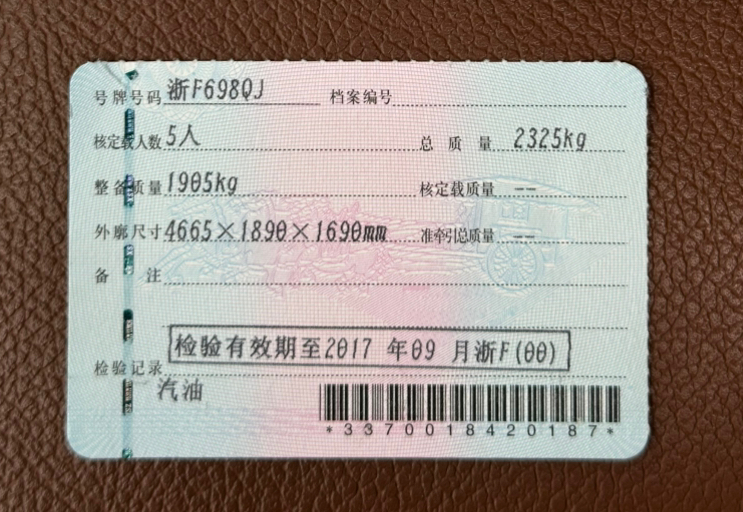 号牌号码 浙F698QJ 档案编号
核定载人数 5人 总质量 2325kg
整备质量 1905kg 核定载质量 --
外廓尺寸 4665×1890×1690mm 准牵引总质量 --
备注
检验有效期至2017 年09 月浙F(00)
检验记录
汽油
*3370018420187*